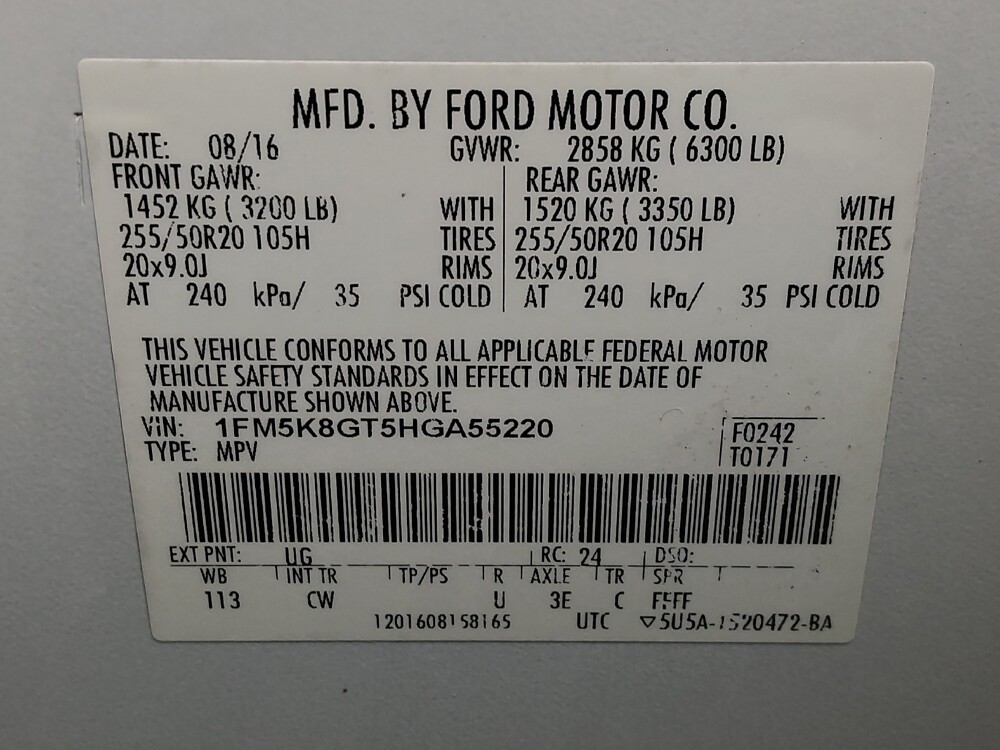 MFD. BY FORD MOTOR CO.
DATE: 08/16 GVWR: 2858 KG ( 6300 LB)
FRONT GAWR: REAR GAWR:
1452 KG ( 3200 LB) WITH 1520 KG ( 3350 LB) WITH
255/50R20 105H TIRES 255/50R20 105H TIRES
20x9.0J RIMS 20x9.0J RIMS
AT 240 kPa/ 35 PSI COLD AT 240 kPa/ 35 PSI COLD
THIS VEHICLE CONFORMS TO ALL APPLICABLE FEDERAL MOTOR
VEHICLE SAFETY STANDARDS IN EFFECT ON THE DATE OF
MANUFACTURE SHOWN ABOVE.
VIN: 1FM5K8GT5HGA55220
F0242
TYPE: MPV
T0171
EXT PNT: UG RC: 24 DSO:
WB INT TR TP/PS R AXLE TR SPR
113 CW U 3E C FFFF
1201608158165 UTC ▽5U5A-1520472-BA